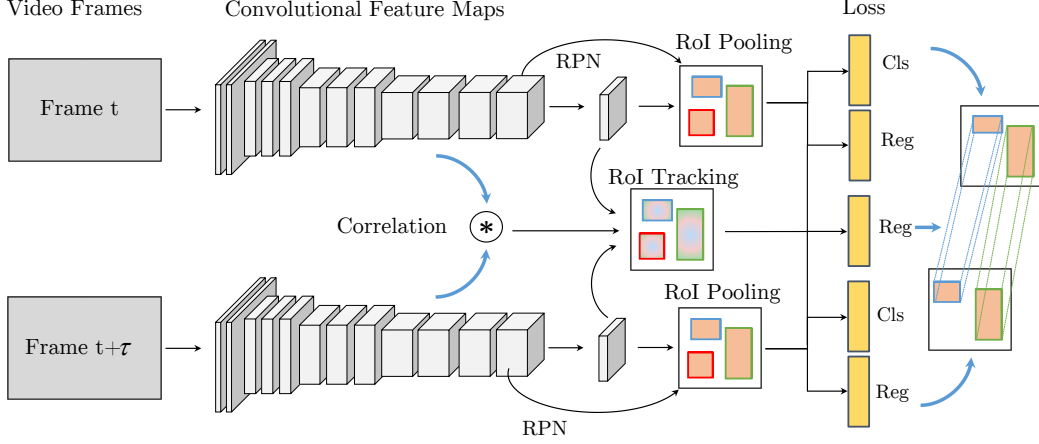 Video Frames
Convolutional Feature Maps
Loss
RoI Pooling
RPN
Cls
Frame t
Reg
RoI Tracking
Correlation
*
Reg
RoI Pooling
Cls
Frame t+τ
Reg
RPN